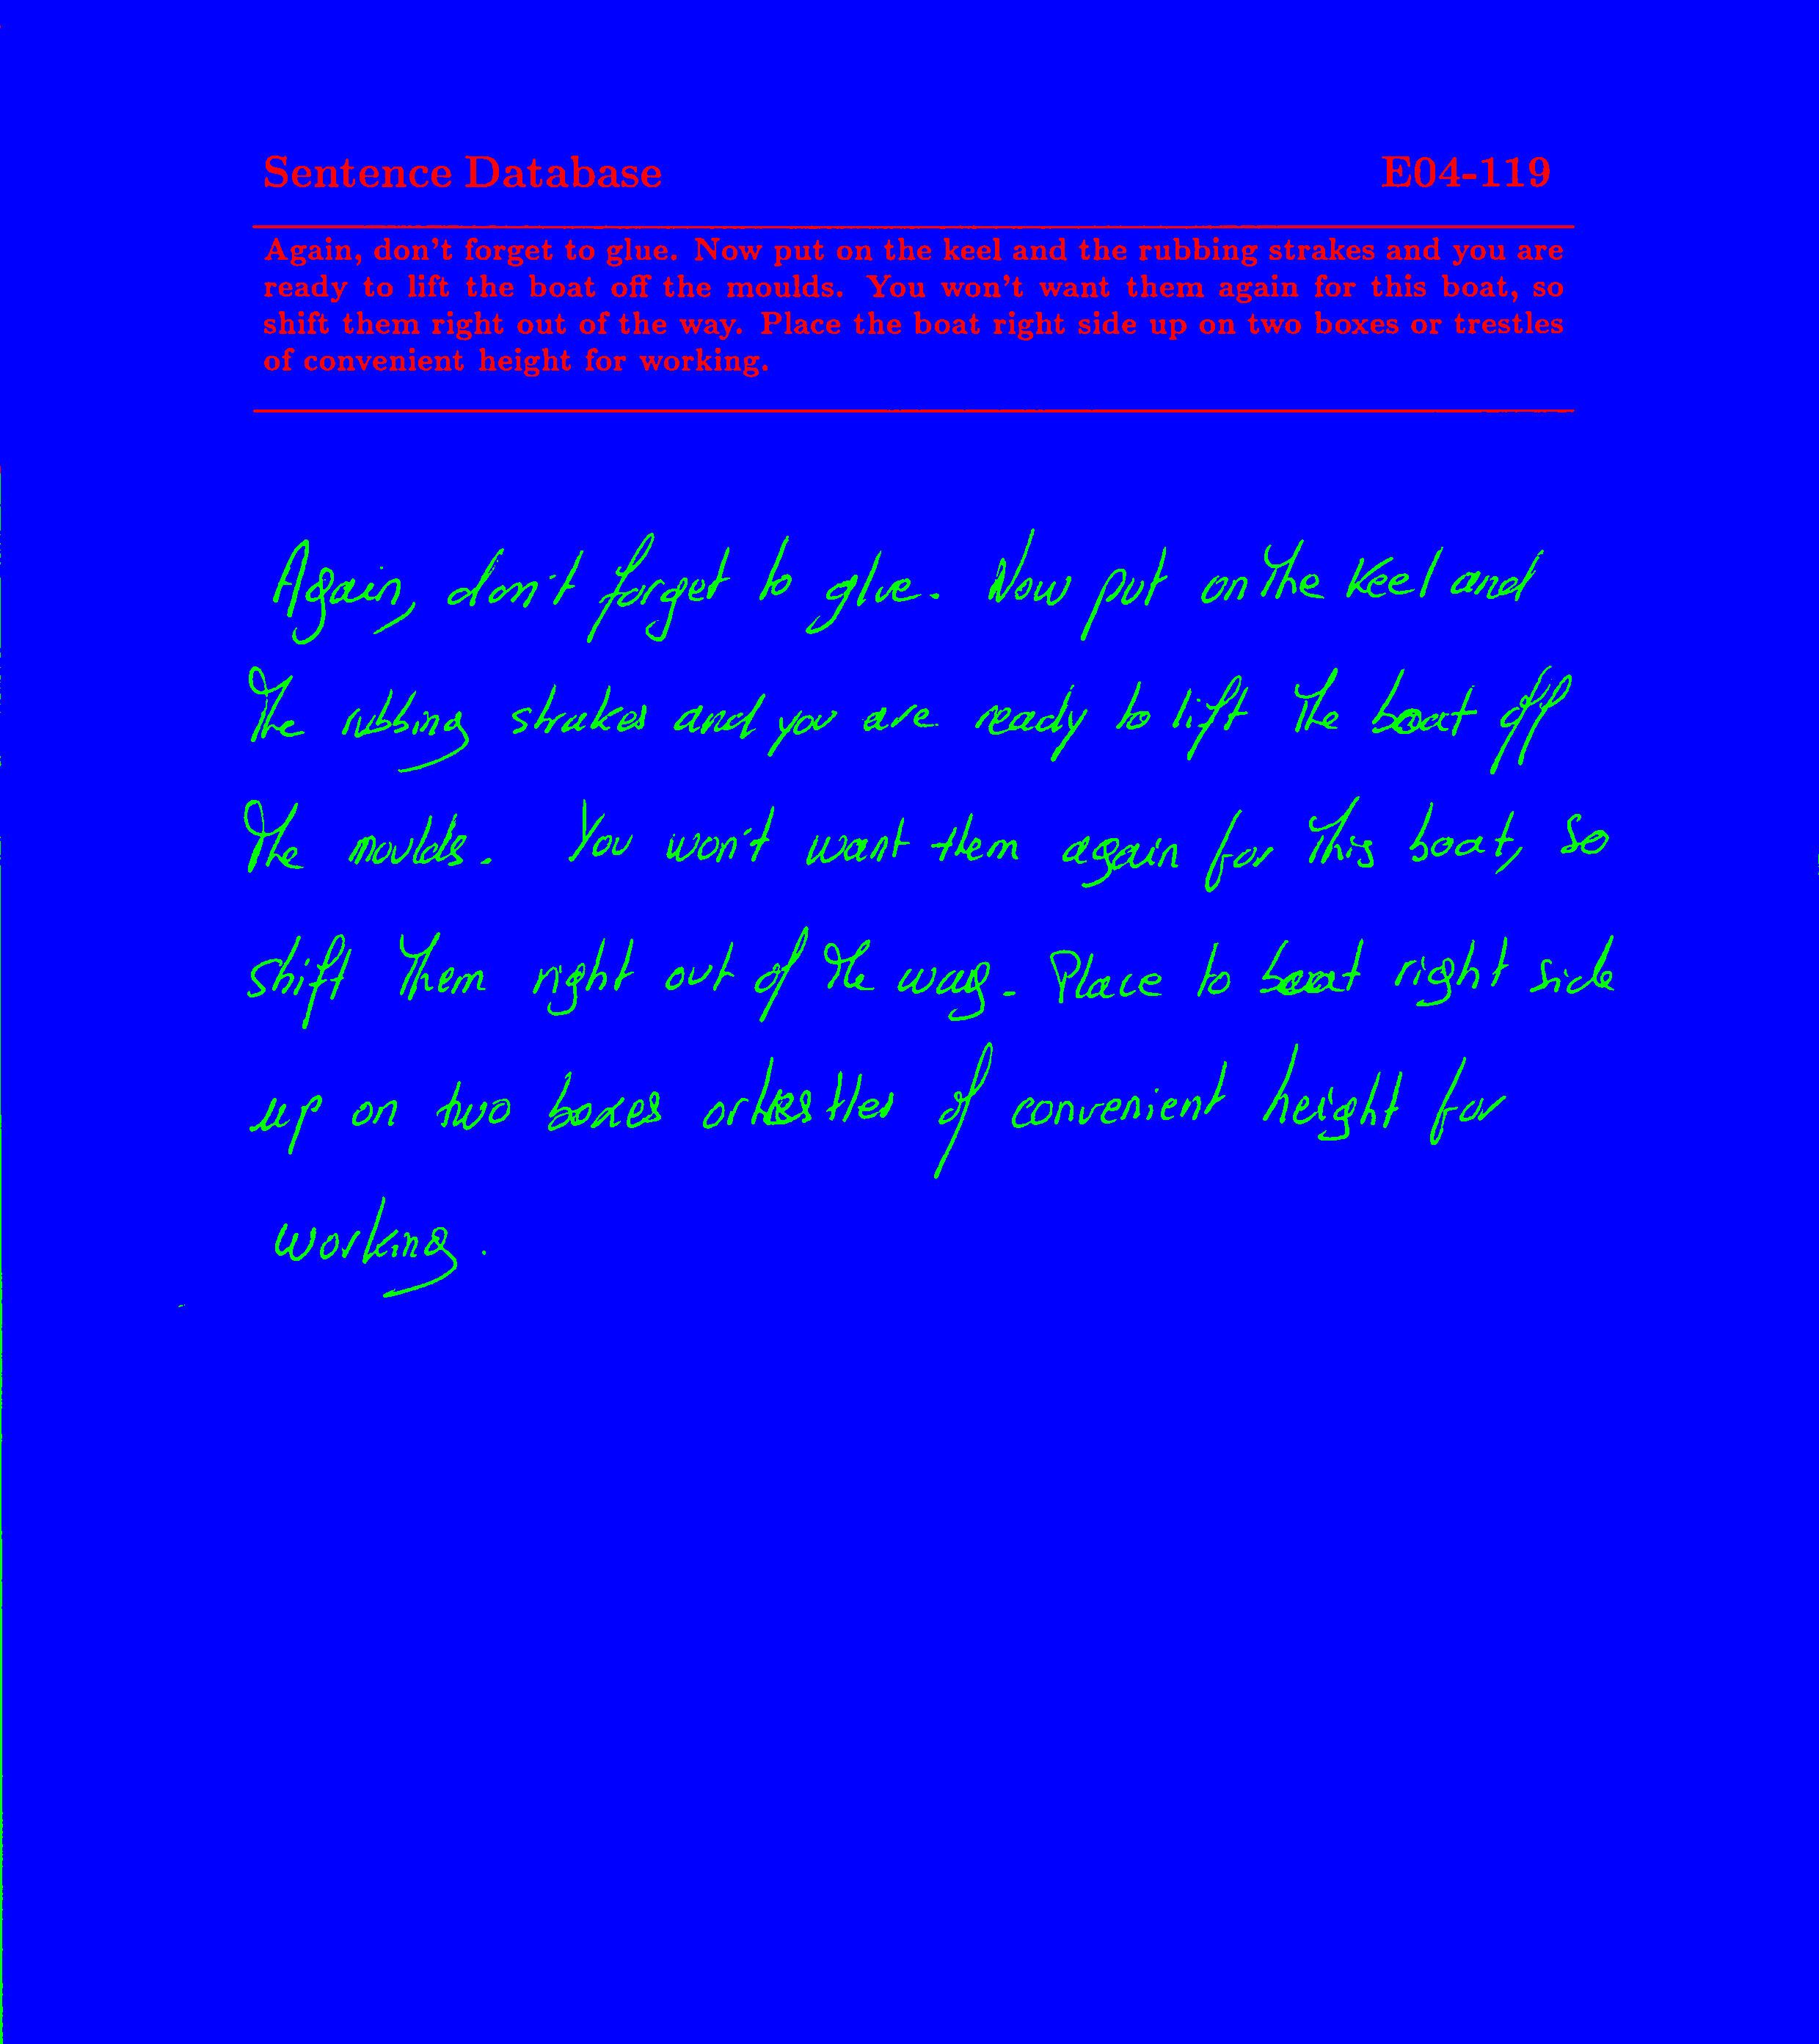 Sentence Database E04-119
Again, don't forget to glue. Now put on the keel and the rubbing strakes and you are
ready to lift the boat off the moulds. You won't want them again for this boat, so
shift them right out of the way. Place the boat right side up on two boxes or trestles
of convenient height for working.
Again, don't forget to glue. Now put on the keel and
the rubbing strakes and you are ready to lift the boat off
the moulds. You won't want them again for this boat, so
shift them right out of the way. Place to boat right side
up on two boxes or trestles of convenient height for
working.